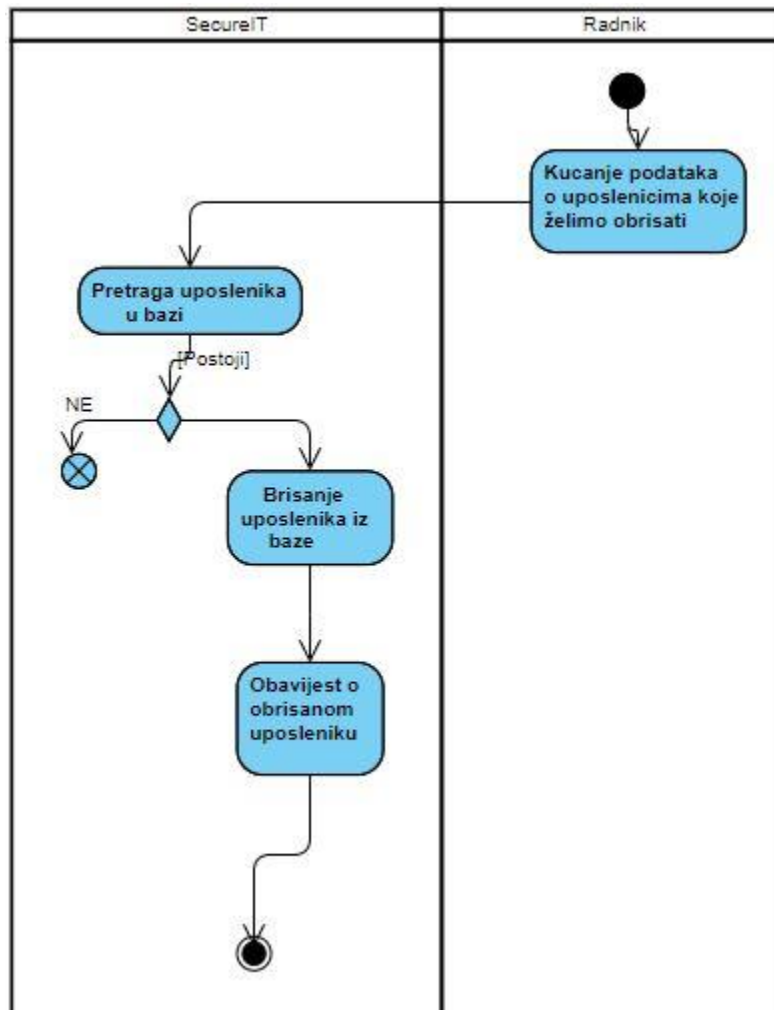 SecureIT
Radnik
Kucanje podataka
o uposlenicima koje
želimo obrisati
Pretraga uposlenika
u bazi
[Postoji]
NE
Brisanje
uposlenika iz
baze
Obavijest o
obrisanom
uposleniku